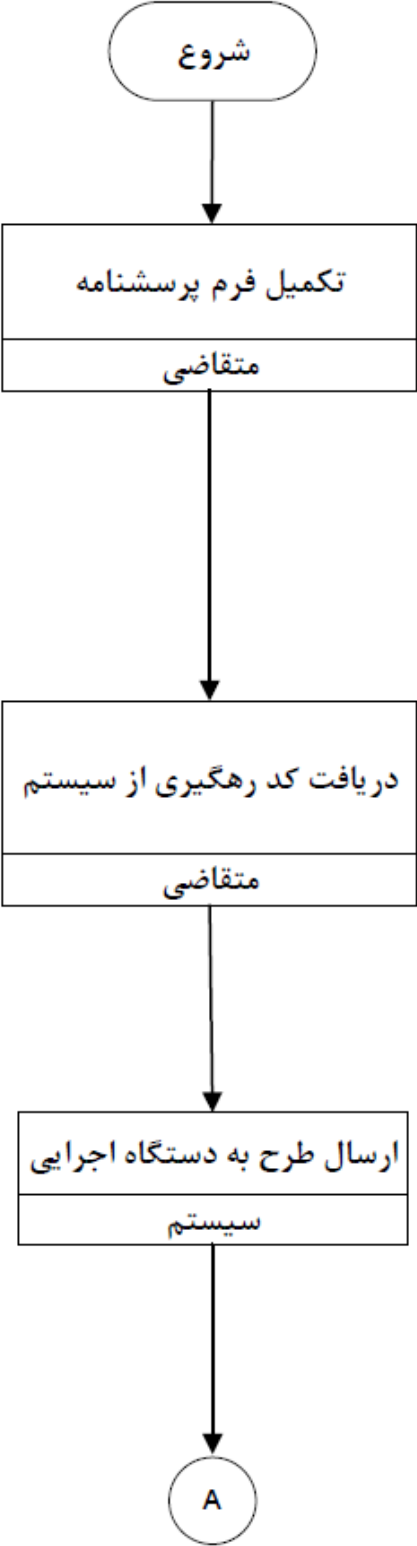 شروع
تکمیل فرم پرسشنامه
متقاضی
دریافت کد رهگیری از سیستم
متقاضی
ارسال طرح به دستگاه اجرایی
سیستم
A